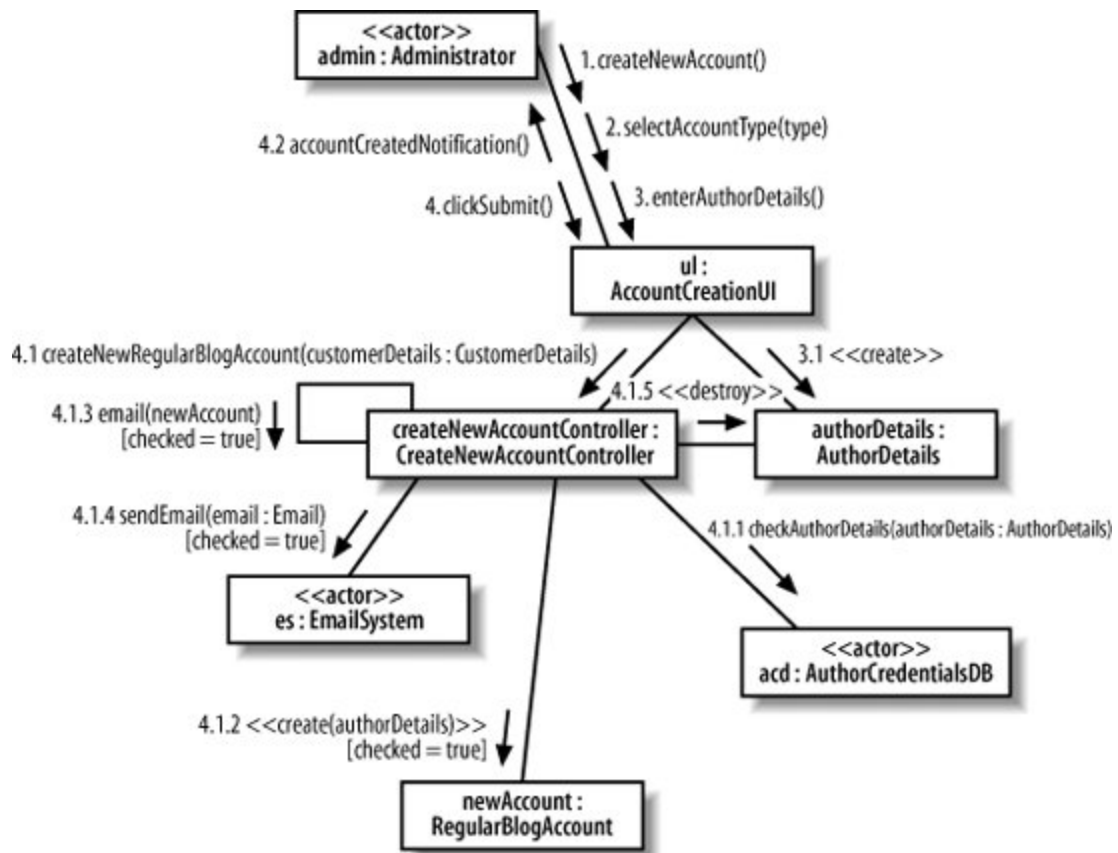 <<actor>>
admin : Administrator
1. createNewAccount()
2. selectAccountType(type)
4.2 accountCreatedNotification()
3. enterAuthorDetails()
4. clickSubmit()
uI :
AccountCreationUI
4.1 createNewRegularBlogAccount(customerDetails : CustomerDetails)
3.1 <<create>>
4.1.5 <<destroy>>
4.1.3 email(newAccount)
[checked = true]
createNewAccountController :
CreateNewAccountController
authorDetails :
AuthorDetails
4.1.4 sendEmail(email : Email)
[checked = true]
4.1.1 checkAuthorDetails(authorDetails : AuthorDetails)
<<actor>>
es : EmailSystem
<<actor>>
acd : AuthorCredentialsDB
4.1.2 <<create(authorDetails)>>
[checked = true]
newAccount :
RegularBlogAccount